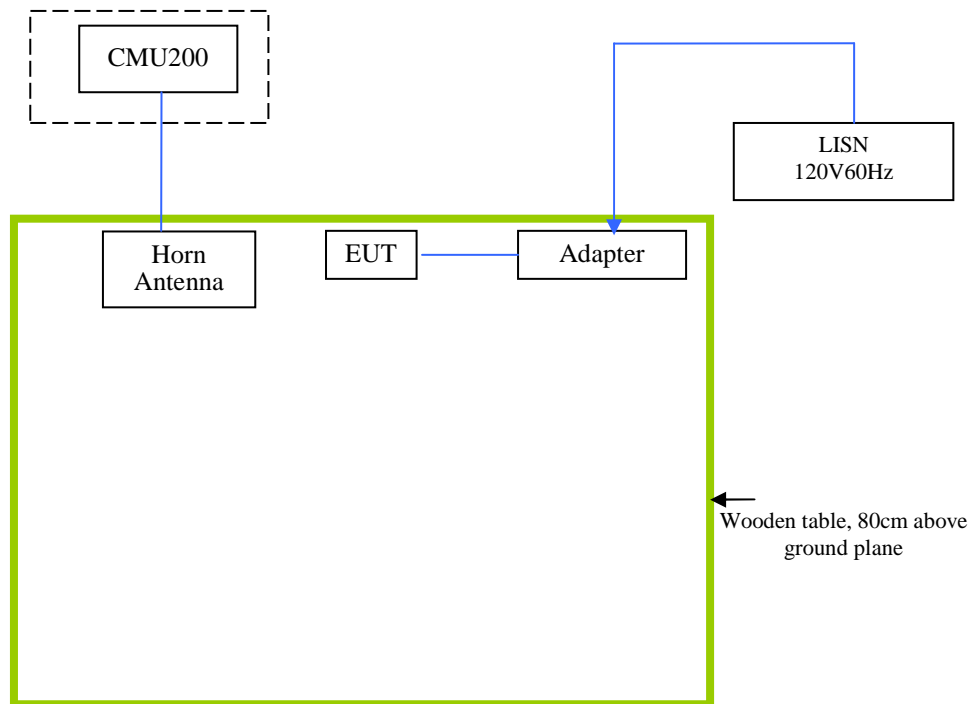 CMU200
LISN
120V60Hz
Horn
Antenna
EUT
Adapter
Wooden table, 80cm above
ground plane